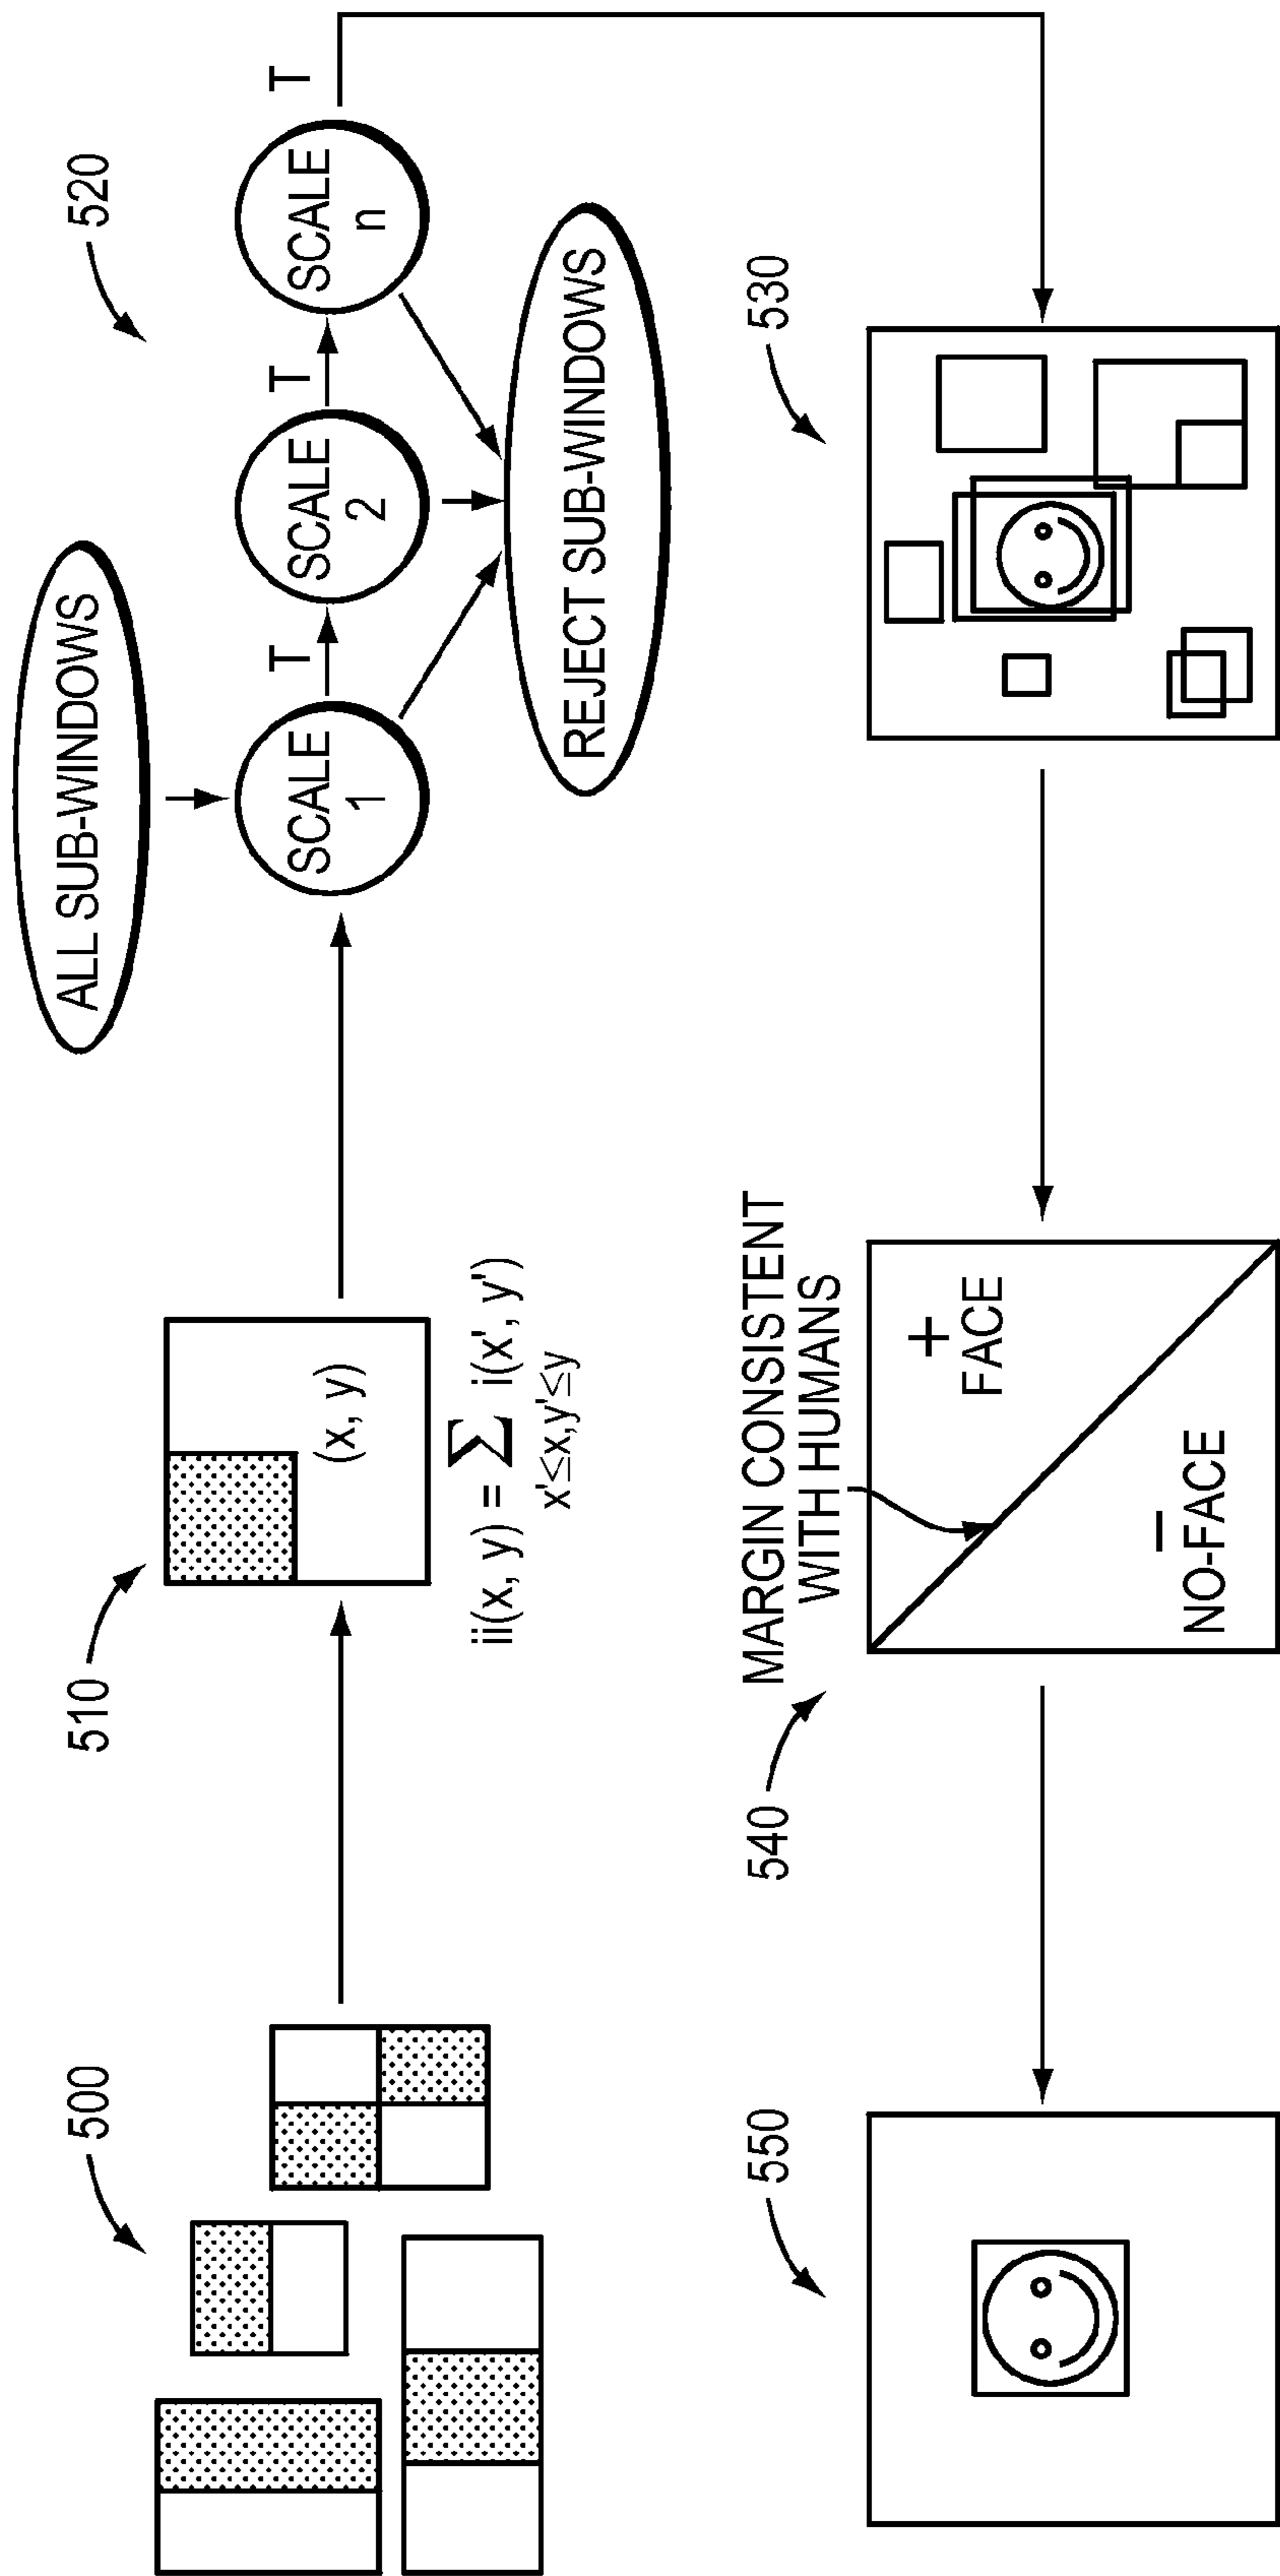 500
510
(x, y)
ii(x, y) = ∑ i(x', y')
x'≤x,y'≤y
520
ALL SUB-WINDOWS
SCALE
1
T
SCALE
2
T
SCALE
n
T
REJECT SUB-WINDOWS
550
540
MARGIN CONSISTENT
WITH HUMANS
+
FACE
–
NO-FACE
530